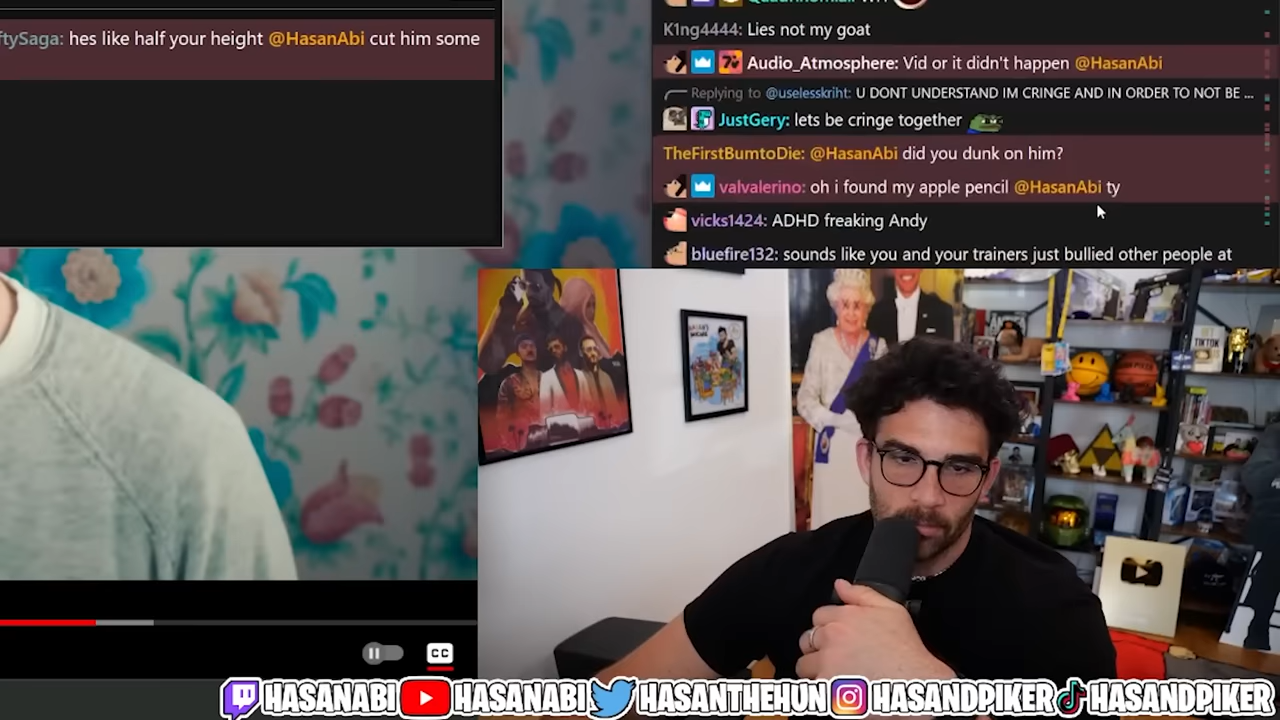 ftySaga: hes like half your height @HasanAbi cut him some
K1ng4444: Lies not my goat
Audio_Atmosphere: Vid or it didn't happen @HasanAbi
Replying to @uselesskriht: U DONT UNDERSTAND IM CRINGE AND IN ORDER TO NOT BE ...
JustGery: lets be cringe together
TheFirstBumtoDie: @HasanAbi did you dunk on him?
valvalerino: oh i found my apple pencil @HasanAbi ty
vicks1424: ADHD freaking Andy
bluefire132: sounds like you and your trainers just bullied other people at
TIKTOK
CC
HASANABI HASANABI HASANTHEHUN HASANDPIKER HASANDPIKER